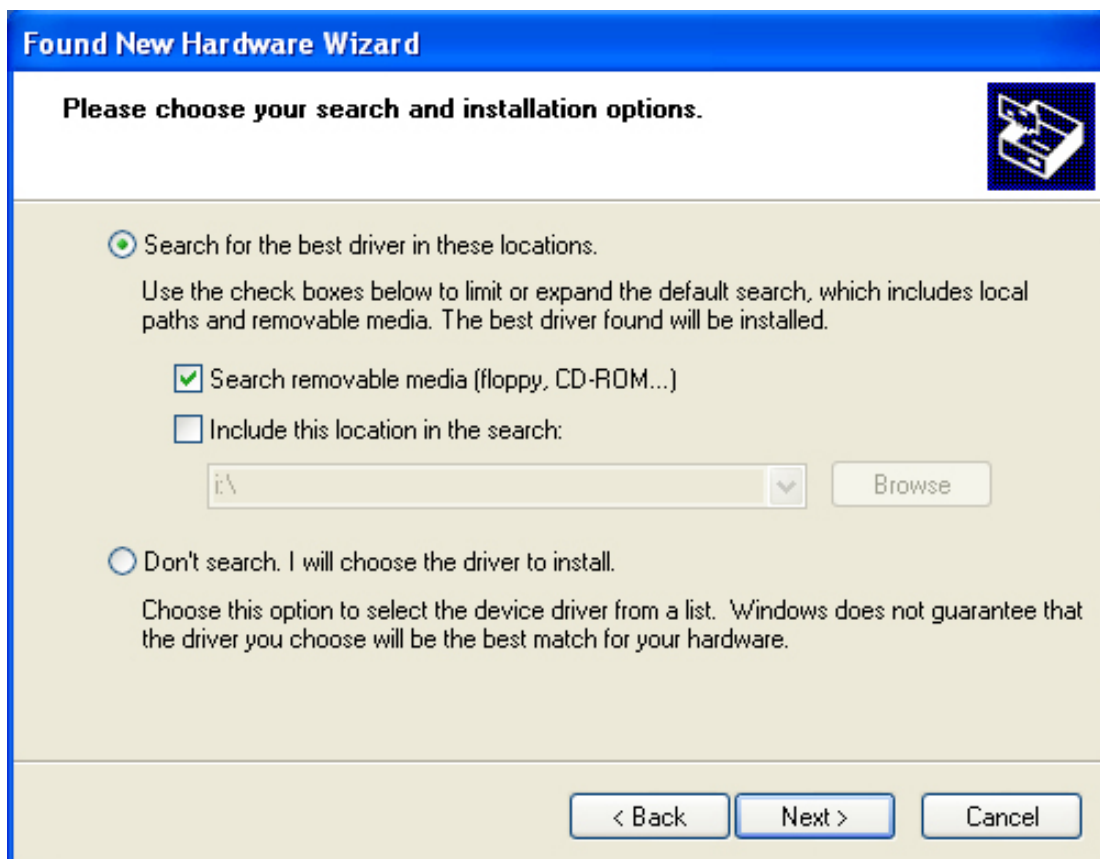 Found New Hardware Wizard
Please choose your search and installation options.
Search for the best driver in these locations.
Use the check boxes below to limit or expand the default search, which includes local
paths and removable media. The best driver found will be installed.
Search removable media (floppy, CD-ROM...)
Include this location in the search:
i:\
Browse
Don't search. I will choose the driver to install.
Choose this option to select the device driver from a list.  Windows does not guarantee that
the driver you choose will be the best match for your hardware.
< Back
Next >
Cancel